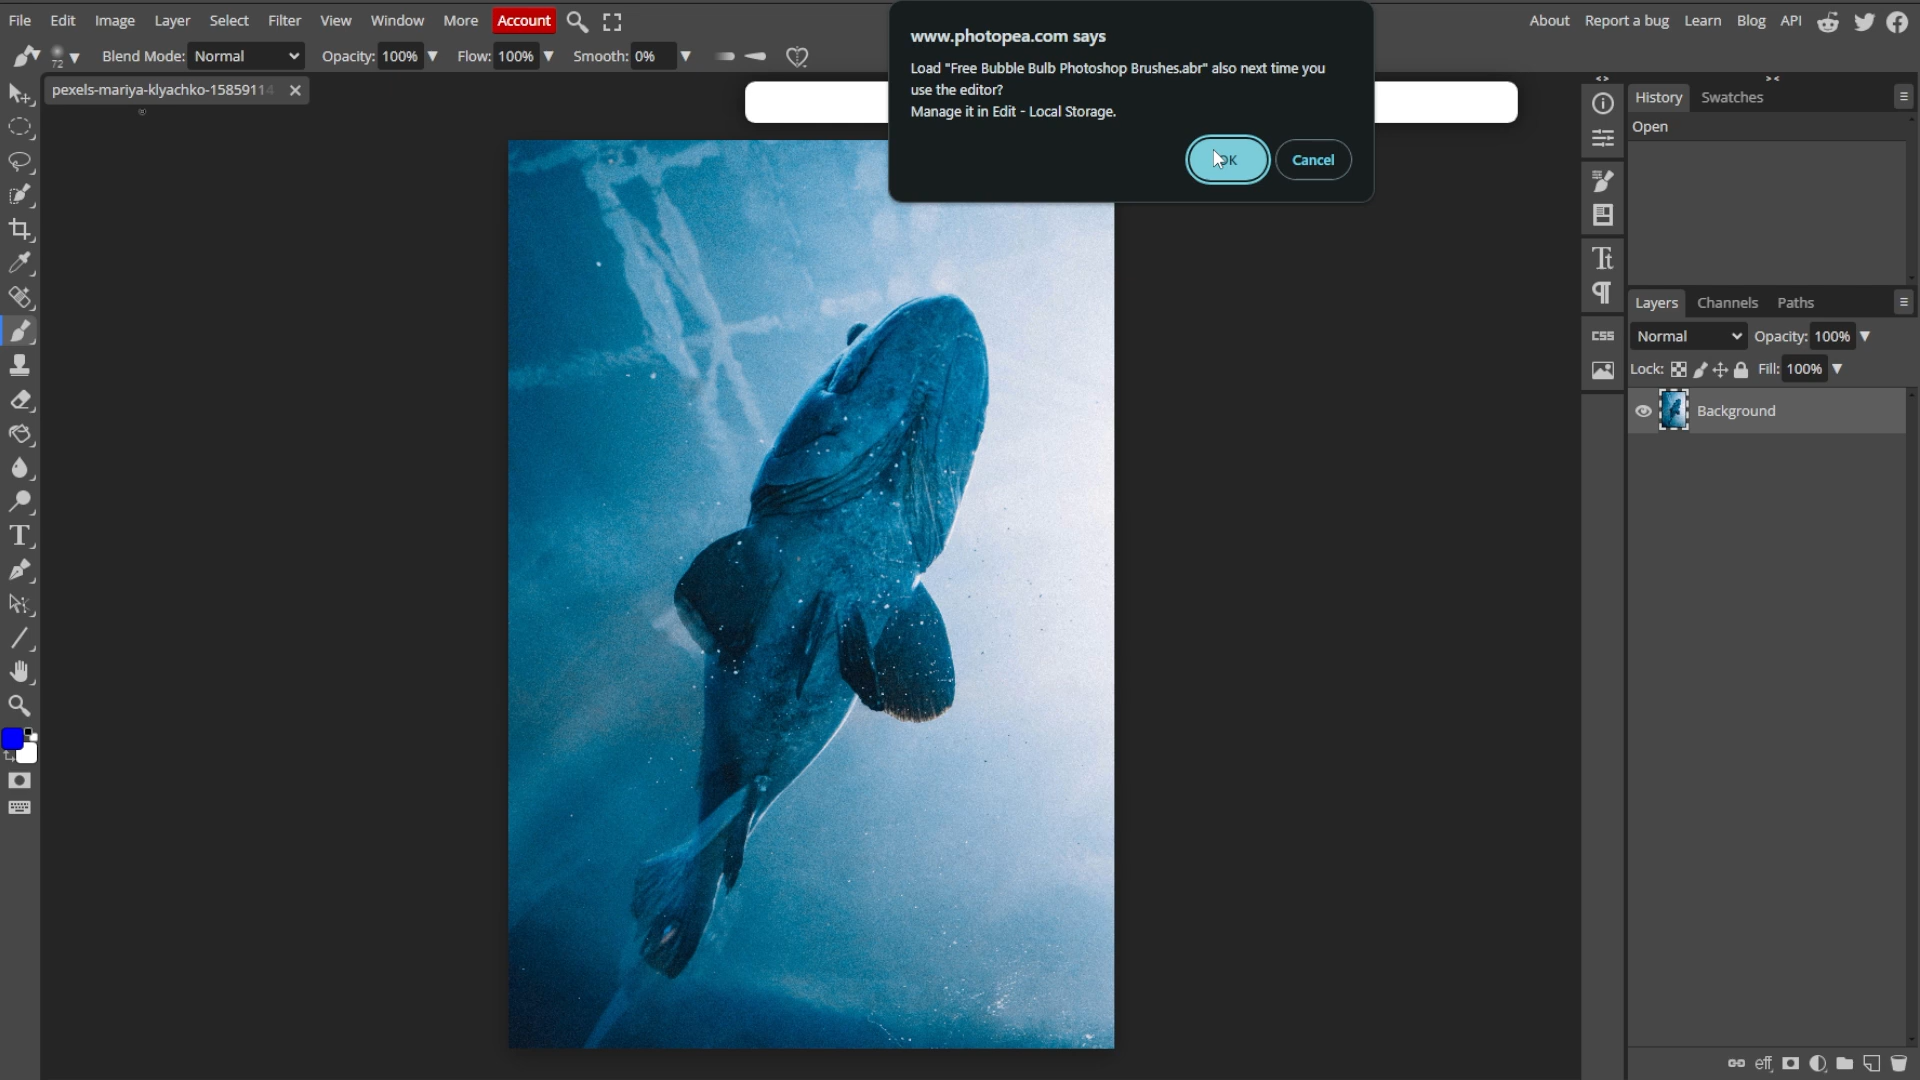 File Edit Image Layer Select Filter View Window More Account
About Report a bug Learn Blog API
72 Blend Mode: Normal Opacity: 100% Flow: 100% Smooth: 0%
pexels-mariya-klyachko-15859114
www.photopea.com says
Load "Free Bubble Bulb Photoshop Brushes.abr" also next time you
use the editor?
Manage it in Edit - Local Storage.
OK Cancel
History Swatches
Open
Layers Channels Paths
Normal Opacity: 100%
Lock: Fill: 100%
Background
CSS
eff